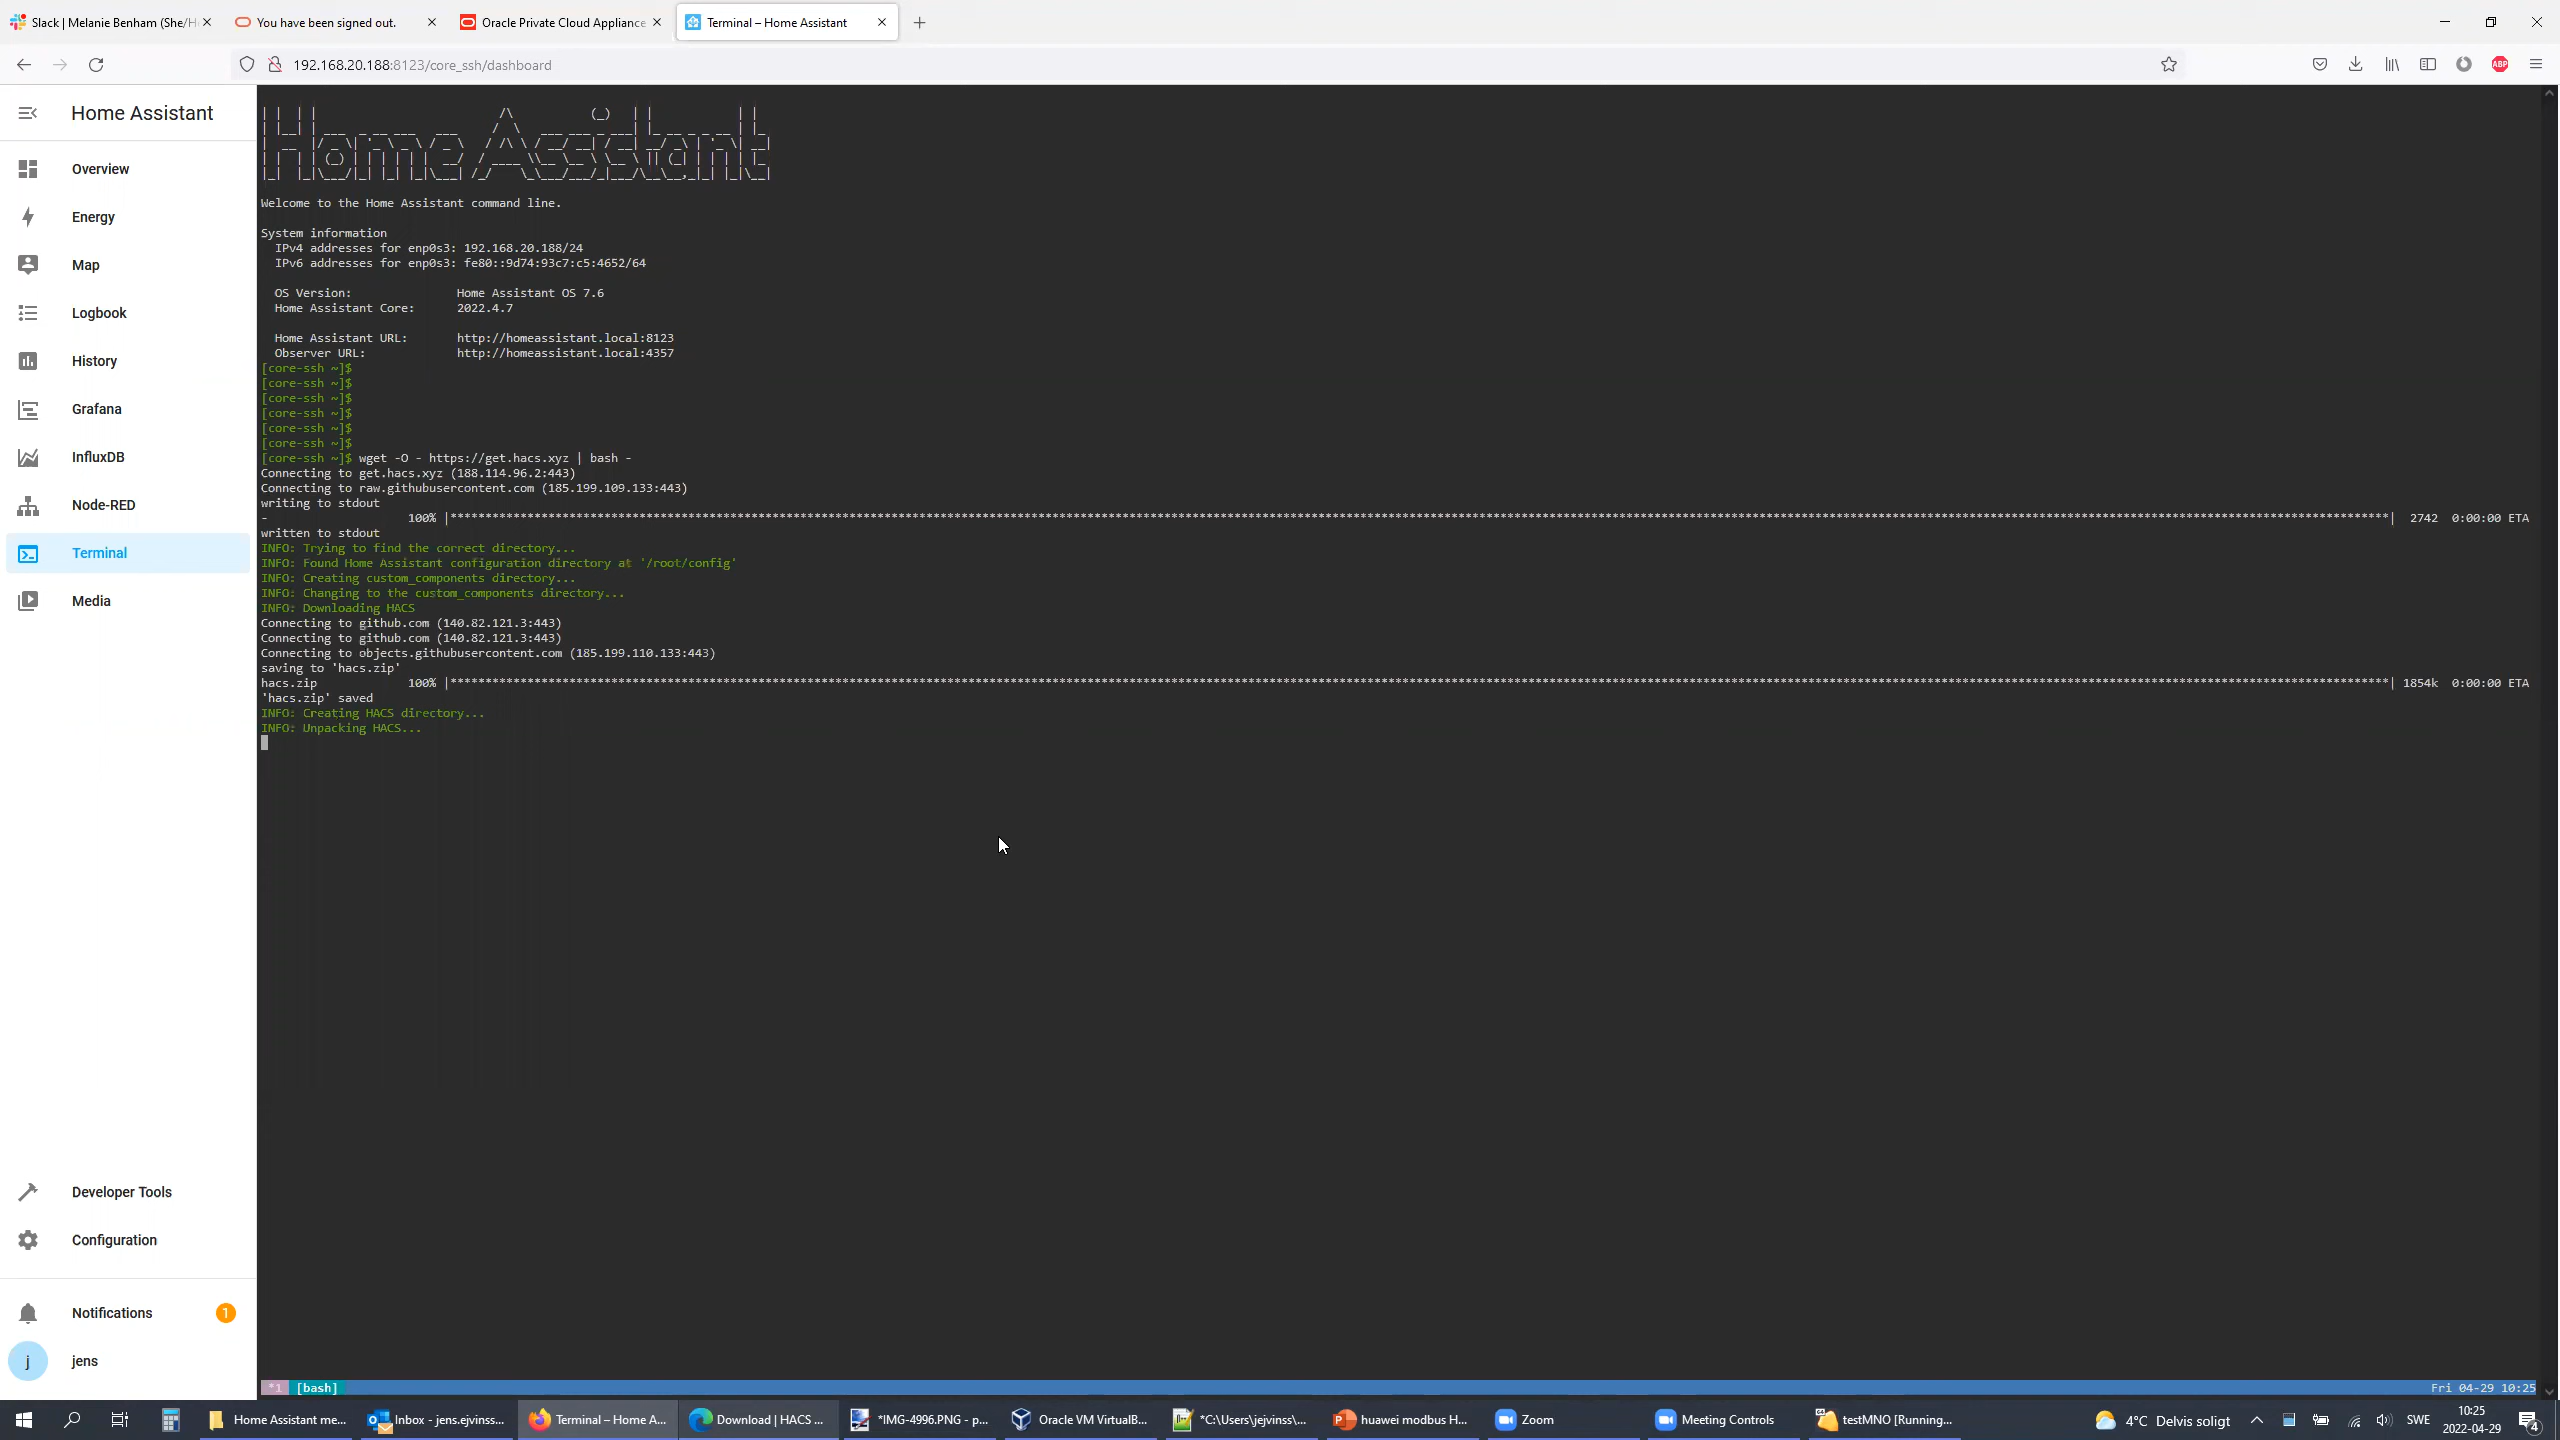 Slack | Melanie Benham (She/H
You have been signed out.
Oracle Private Cloud Appliance
Terminal – Home Assistant
192.168.20.188:8123/core_ssh/dashboard
ABP
Home Assistant
Overview
Energy
Map
Logbook
History
Grafana
InfluxDB
Node-RED
Terminal
Media
Developer Tools
Configuration
Notifications
1
j
jens
Home Assistant
Welcome to the Home Assistant command line.
System information
IPv4 addresses for enp0s3: 192.168.20.188/24
IPv6 addresses for enp0s3: fe80::9d74:93c7:c5:4652/64
OS Version: Home Assistant OS 7.6
Home Assistant Core: 2022.4.7
Home Assistant URL: http://homeassistant.local:8123
Observer URL: http://homeassistant.local:4357
[core-ssh ~]$
[core-ssh ~]$
[core-ssh ~]$
[core-ssh ~]$
[core-ssh ~]$
[core-ssh ~]$
[core-ssh ~]$ wget -O - https://get.hacs.xyz | bash -
Connecting to get.hacs.xyz (188.114.96.2:443)
Connecting to raw.githubusercontent.com (185.199.109.133:443)
writing to stdout
- 100% | 2742 0:00:00 ETA
written to stdout
INFO: Trying to find the correct directory...
INFO: Found Home Assistant configuration directory at '/root/config'
INFO: Creating custom_components directory...
INFO: Changing to the custom_components directory...
INFO: Downloading HACS
Connecting to github.com (140.82.121.3:443)
Connecting to github.com (140.82.121.3:443)
Connecting to objects.githubusercontent.com (185.199.110.133:443)
saving to 'hacs.zip'
hacs.zip 100% | 1854k 0:00:00 ETA
'hacs.zip' saved
INFO: Creating HACS directory...
INFO: Unpacking HACS...
*1 [bash]
Fri 04-29 10:25
Home Assistant me...
Inbox - jens.ejvinss...
Terminal – Home A...
Download | HACS ...
*IMG-4996.PNG - p...
Oracle VM VirtualB...
*C:\Users\jejvinss\...
huawei modbus H...
Zoom
Meeting Controls
testMNO [Running...
4°C Delvis soligt
SWE
10:25
2022-04-29
4